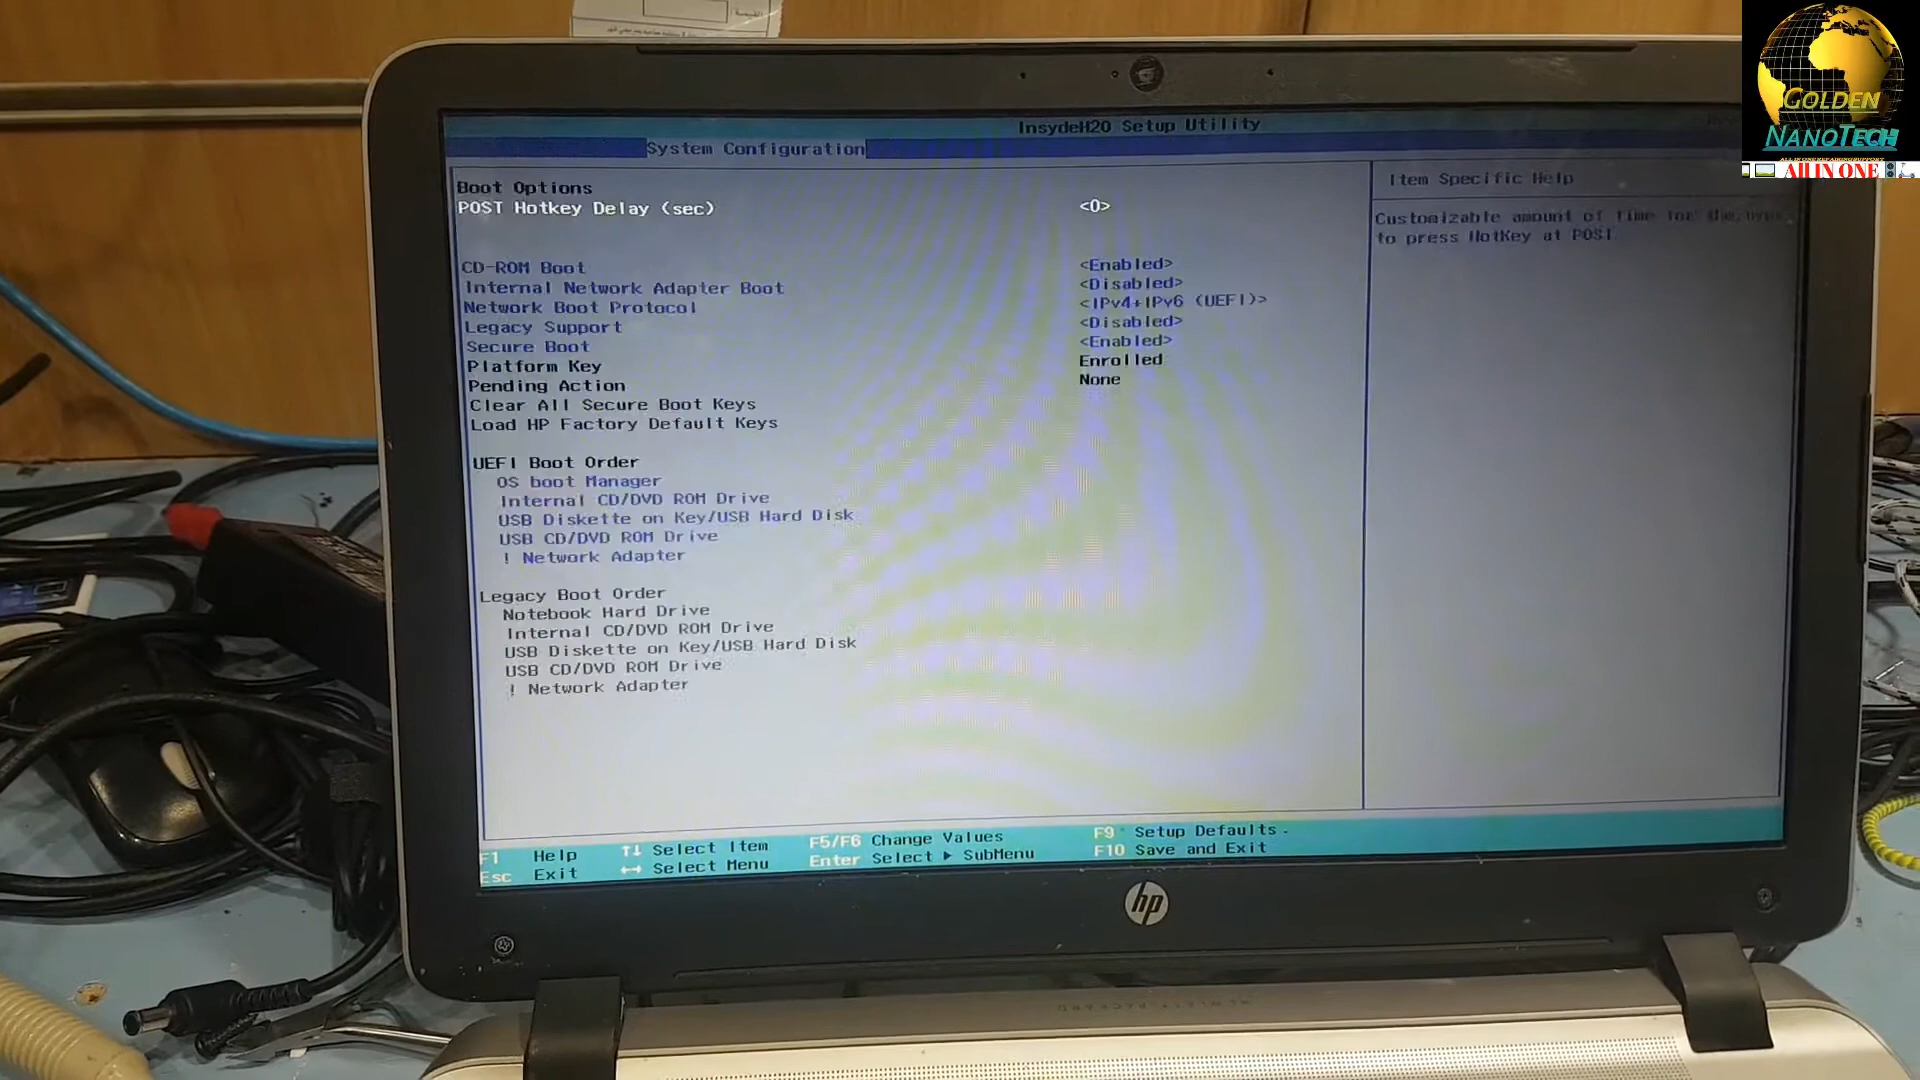 GOLDEN
NANOTECH
ALL IN ONE REPAIRING SUPPORT
All IN ONE
InsydeH2O Setup Utility
System Configuration
Boot Options
POST Hotkey Delay (sec) <0>
CD-ROM Boot <Enabled>
Internal Network Adapter Boot <Disabled>
Network Boot Protocol <IPv4+IPv6 (UEFI)>
Legacy Support <Disabled>
Secure Boot <Enabled>
Platform Key Enrolled
Pending Action None
Clear All Secure Boot Keys
Load HP Factory Default Keys
UEFI Boot Order
OS boot Manager
Internal CD/DVD ROM Drive
USB Diskette on Key/USB Hard Disk
USB CD/DVD ROM Drive
! Network Adapter
Legacy Boot Order
Notebook Hard Drive
Internal CD/DVD ROM Drive
USB Diskette on Key/USB Hard Disk
USB CD/DVD ROM Drive
! Network Adapter
Item Specific Help
Customizable amount of time for the
to press HotKey at POST
F1 Help ↑↓ Select Item F5/F6 Change Values F9 Setup Defaults
Esc Exit ←→ Select Menu Enter Select ▶ SubMenu F10 Save and Exit
hp